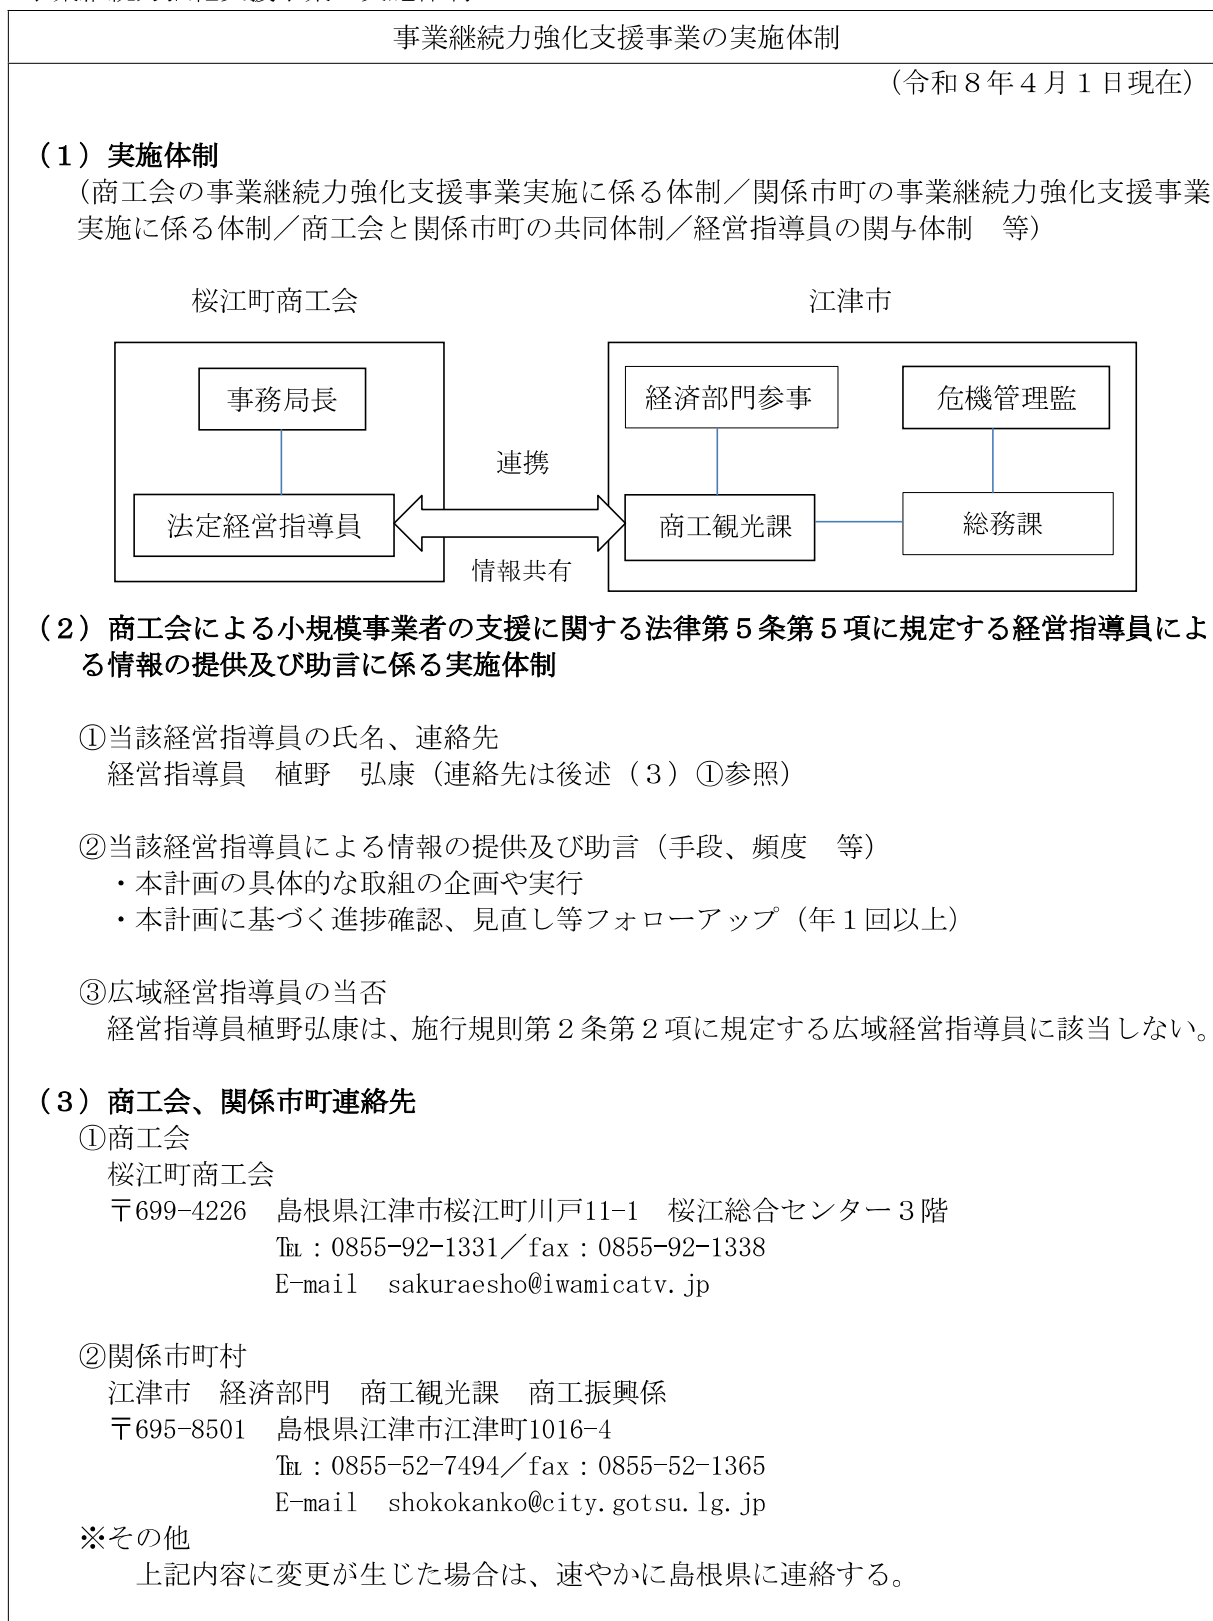 事業継続力強化支援事業の実施体制
（令和８年４月１日現在）
（１）実施体制
（商工会の事業継続力強化支援事業実施に係る体制／関係市町の事業継続力強化支援事業
実施に係る体制／商工会と関係市町の共同体制／経営指導員の関与体制　等）
桜江町商工会
江津市
事務局長
経済部門参事
危機管理監
連携
法定経営指導員
商工観光課
総務課
情報共有
（２）商工会による小規模事業者の支援に関する法律第５条第５項に規定する経営指導員によ
る情報の提供及び助言に係る実施体制
①当該経営指導員の氏名、連絡先
経営指導員　植野　弘康（連絡先は後述（３）①参照）
②当該経営指導員による情報の提供及び助言（手段、頻度　等）
・本計画の具体的な取組の企画や実行
・本計画に基づく進捗確認、見直し等フォローアップ（年１回以上）
③広域経営指導員の当否
経営指導員植野弘康は、施行規則第２条第２項に規定する広域経営指導員に該当しない。
（３）商工会、関係市町連絡先
①商工会
桜江町商工会
〒699-4226　島根県江津市桜江町川戸11-1　桜江総合センター３階
℡：0855-92-1331／fax：0855-92-1338
E-mail　sakuraesho@iwamicatv.jp
②関係市町村
江津市　経済部門　商工観光課　商工振興係
〒695-8501　島根県江津市江津町1016-4
℡：0855-52-7494／fax：0855-52-1365
E-mail　shokokanko@city.gotsu.lg.jp
※その他
上記内容に変更が生じた場合は、速やかに島根県に連絡する。